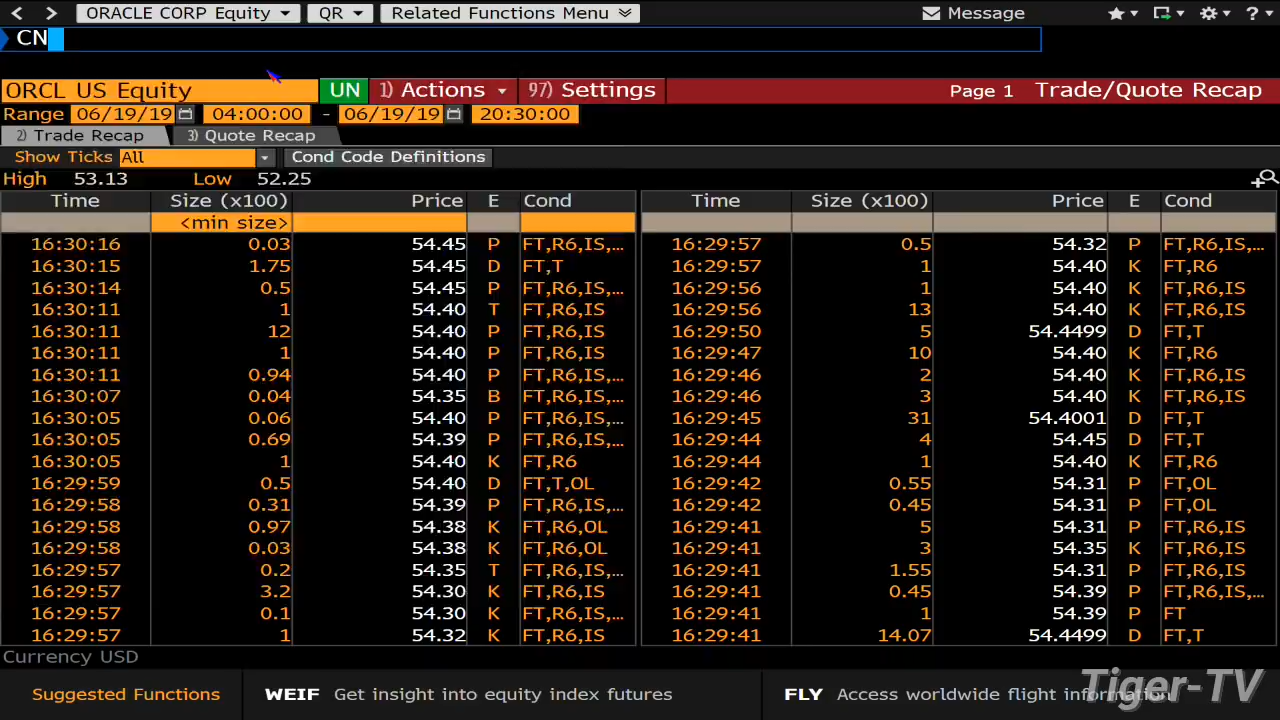 ORACLE CORP Equity QR Related Functions Menu Message ?
CN
ORCL US Equity UN 1) Actions 97) Settings Page 1 Trade/Quote Recap
Range 06/19/19 04:00:00 - 06/19/19 20:30:00
2) Trade Recap 3) Quote Recap
Show Ticks All Cond Code Definitions
High 53.13 Low 52.25
Time Size (x100) Price E Cond Time Size (x100) Price E Cond
<min size>
16:30:16 0.03 54.45 P FT,R6,IS,... 16:29:57 0.5 54.32 P FT,R6,IS,...
16:30:15 1.75 54.45 D FT,T 16:29:57 1 54.40 K FT,R6
16:30:14 0.5 54.45 P FT,R6,IS,... 16:29:56 1 54.40 K FT,R6,IS
16:30:11 1 54.40 T FT,R6,IS 16:29:56 13 54.40 K FT,R6,IS
16:30:11 12 54.40 P FT,R6,IS 16:29:50 5 54.4499 D FT,T
16:30:11 1 54.40 P FT,R6,IS 16:29:47 10 54.40 K FT,R6
16:30:11 0.94 54.40 P FT,R6,IS,... 16:29:46 2 54.40 K FT,R6,IS
16:30:07 0.04 54.35 B FT,R6,IS,... 16:29:46 3 54.40 K FT,R6,IS
16:30:05 0.06 54.40 P FT,R6,IS,... 16:29:45 31 54.4001 D FT,T
16:30:05 0.69 54.39 P FT,R6,IS,... 16:29:44 4 54.45 D FT,T
16:30:05 1 54.40 K FT,R6 16:29:44 1 54.40 K FT,R6
16:29:59 0.5 54.40 D FT,T,OL 16:29:42 0.55 54.31 P FT,OL
16:29:58 0.31 54.39 P FT,R6,IS,... 16:29:42 0.45 54.31 P FT,OL
16:29:58 0.97 54.38 K FT,R6,OL 16:29:41 5 54.31 P FT,R6,IS
16:29:58 0.03 54.38 K FT,R6,OL 16:29:41 3 54.35 K FT,R6,IS
16:29:57 0.2 54.35 T FT,R6,IS,... 16:29:41 1.55 54.31 P FT,R6,IS
16:29:57 3.2 54.30 K FT,R6,IS 16:29:41 0.45 54.39 P FT,R6,IS,...
16:29:57 0.1 54.30 K FT,R6,IS,... 16:29:41 1 54.39 P FT
16:29:57 1 54.32 K FT,R6,IS 16:29:41 14.07 54.4499 D FT,T
Currency USD
Suggested Functions WEIF Get insight into equity index futures FLY Access worldwide flight information
Tiger-TV